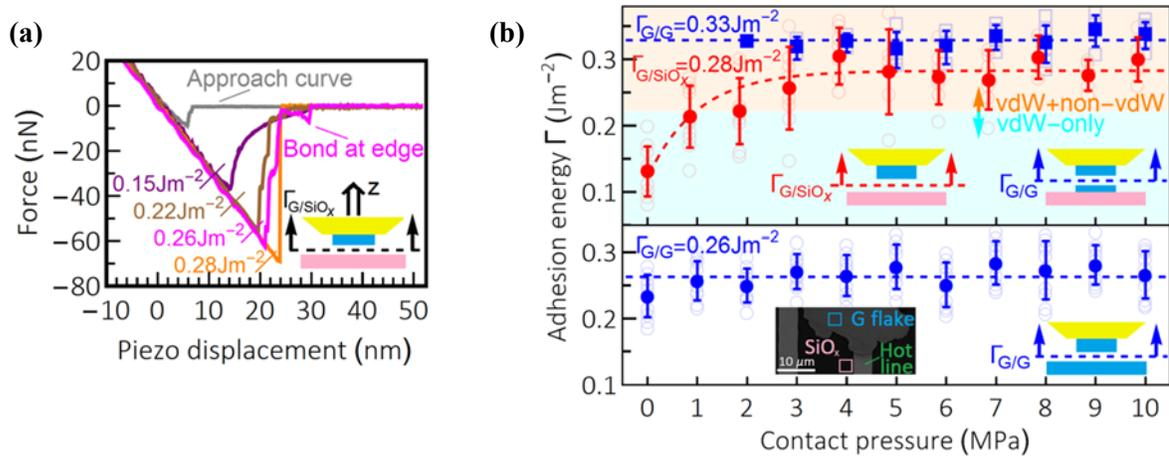 (a)
20
0
−20
−40
−60
−80
Force (nN)
Approach curve
Bond at edge
0.15Jm⁻²
0.22Jm⁻²
0.26Jm⁻²
0.28Jm⁻²
Γ_G/SiOₓ
z
−10 0 10 20 30 40 50
Piezo displacement (nm)
(b)
Adhesion energy Γ (Jm⁻²)
0.3
0.2
0.1
Γ_G/G=0.33Jm⁻²
Γ_G/SiOₓ=0.28Jm⁻²
vdW+non−vdW
vdW−only
Γ_G/SiOₓ
Γ_G/G
0.3
0.2
0.1
Γ_G/G=0.26Jm⁻²
G flake
SiOₓ
Hot
line
10 µm
Γ_G/G
0 1 2 3 4 5 6 7 8 9 10
Contact pressure (MPa)